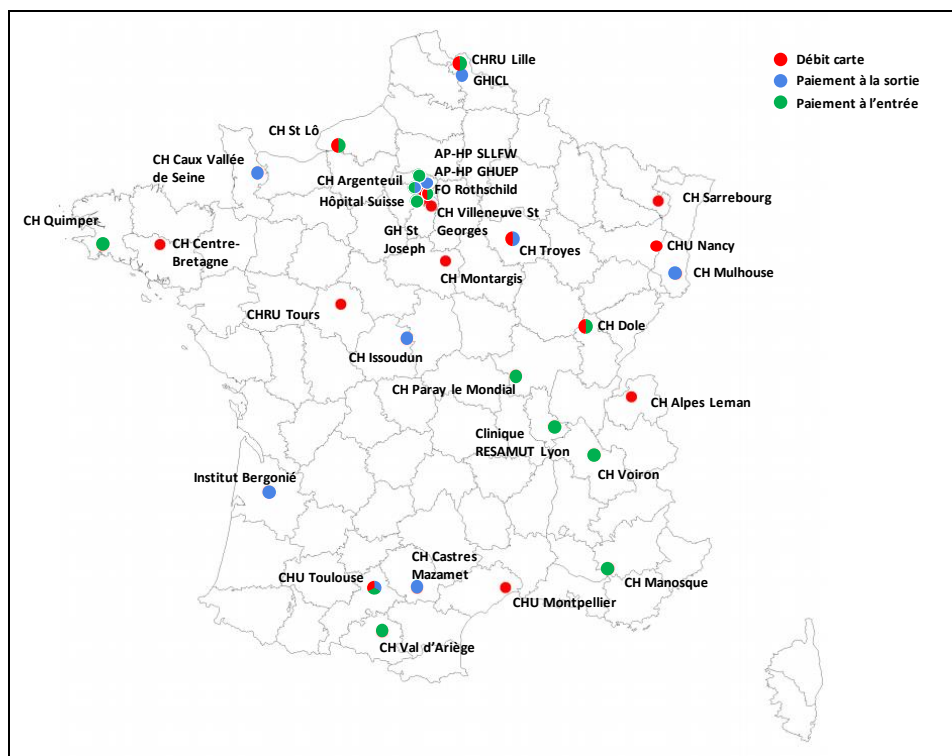 CHRU Lille
GHICL
Débit carte
Paiement à la sortie
Paiement à l'entrée
CH St Lô
CH Caux Vallée
de Seine
AP-HP SLLFW
AP-HP GHUEP
FO Rothschild
CH Argenteuil
Hôpital Suisse
CH Villeneuve St
Georges
GH St
Joseph
CH Sarrebourg
CH Quimper
CH Centre-
Bretagne
CH Troyes
CHU Nancy
CH Mulhouse
CH Montargis
CHRU Tours
CH Dole
CH Issoudun
CH Paray le Mondial
CH Alpes Leman
Clinique
RESAMUT Lyon
CH Voiron
Institut Bergonié
CH Castres
Mazamet
CHU Toulouse
CH Manosque
CHU Montpellier
CH Val d'Ariège